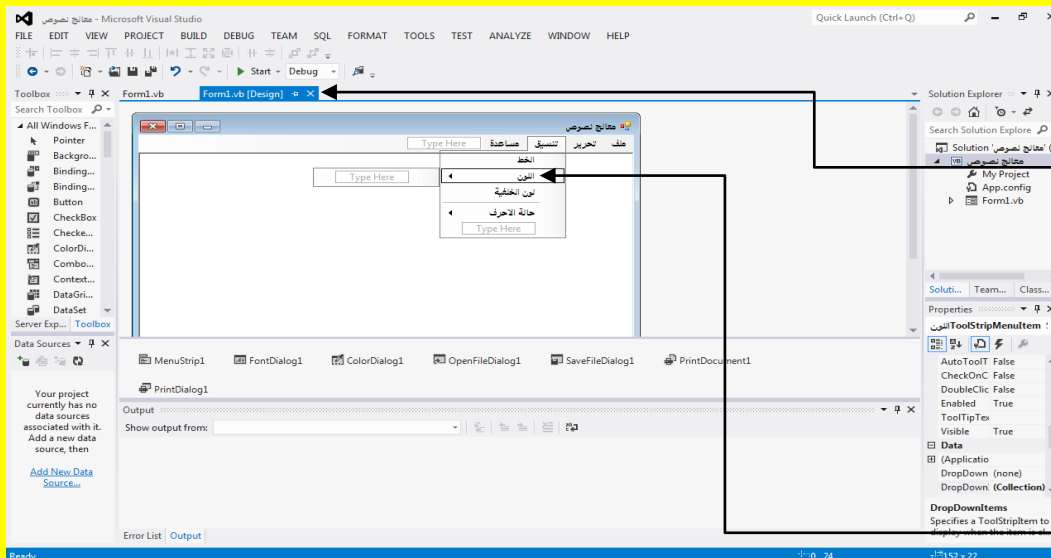 معالج نصوص - Microsoft Visual Studio
Quick Launch (Ctrl+Q)
FILE EDIT VIEW PROJECT BUILD DEBUG TEAM SQL FORMAT TOOLS TEST ANALYZE WINDOW HELP
Start - Debug
Toolbox
Form1.vb
Form1.vb [Design]
Solution Explorer
Search Toolbox
All Windows F...
Pointer
Backgro...
Binding...
Binding...
Button
CheckBox
Checke...
ColorDi...
Combo...
Context...
DataGri...
DataSet
Server Exp... Toolbox
معالج نصوص
ملف تحرير تنسيق مساعدة Type Here
الخط
اللون
Type Here
لون الخلفية
حالة الاحرف
Type Here
Search Solution Explore
Solution 'معالج نصوص' (
معالج نصوص
My Project
App.config
Form1.vb
Soluti... Team... Class...
Data Sources
Your project
currently has no
data sources
associated with it.
Add a new data
source, then
Add New Data
Source...
MenuStrip1 FontDialog1 ColorDialog1 OpenFileDialog1 SaveFileDialog1 PrintDocument1
PrintDialog1
Output
Show output from:
Error List Output
Properties
اللونToolStripMenuItem
AutoToolT False
CheckOnC False
DoubleClic False
Enabled True
ToolTipTex
Visible True
Data
(Applicatio
DropDown (none)
DropDown (Collection)
DropDownItems
Specifies a ToolStripItem to
display when the item is
Ready
0, 24
152 x 22